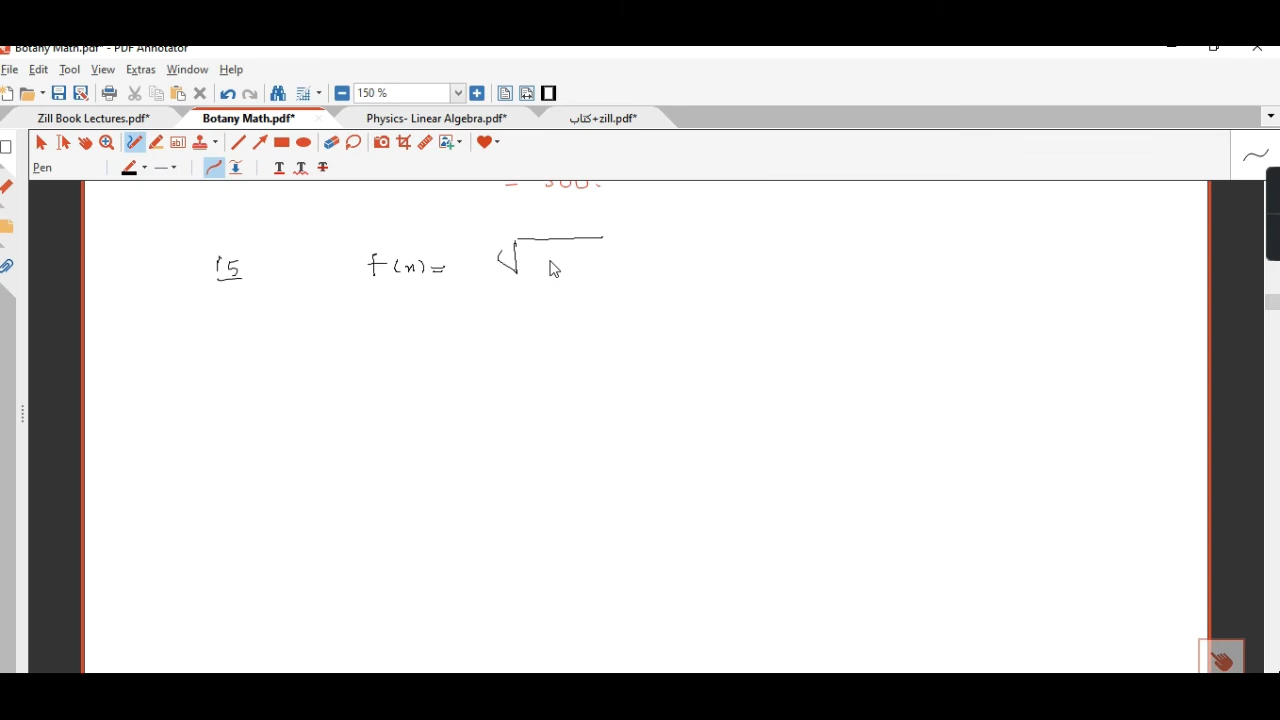 Botany Math.pdf* - PDF Annotator
File Edit Tool View Extras Window Help
150 %
Zill Book Lectures.pdf* Botany Math.pdf* Physics- Linear Algebra.pdf* كتاب+zill.pdf*
Pen
= 300.
15 f(x)= √